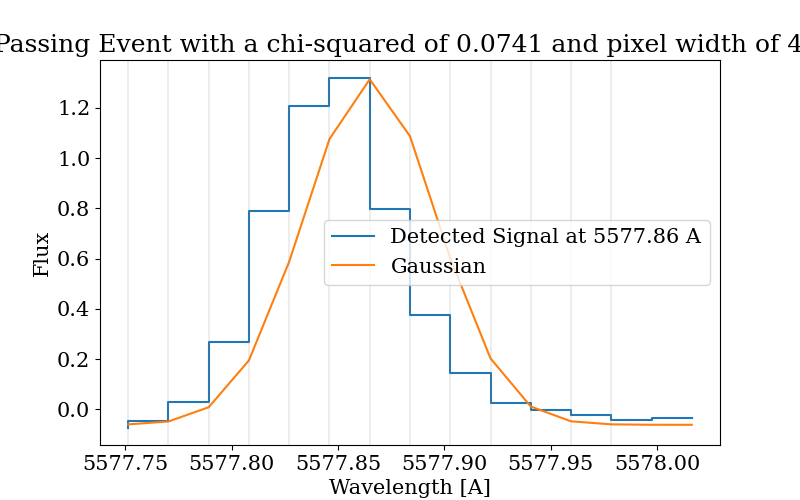 Passing Event with a chi-squared of 0.0741 and pixel width of 4
Flux
1.2
1.0
0.8
0.6
0.4
0.2
0.0
Detected Signal at 5577.86 A
Gaussian
5577.75 5577.80 5577.85 5577.90 5577.95 5578.00
Wavelength [A]